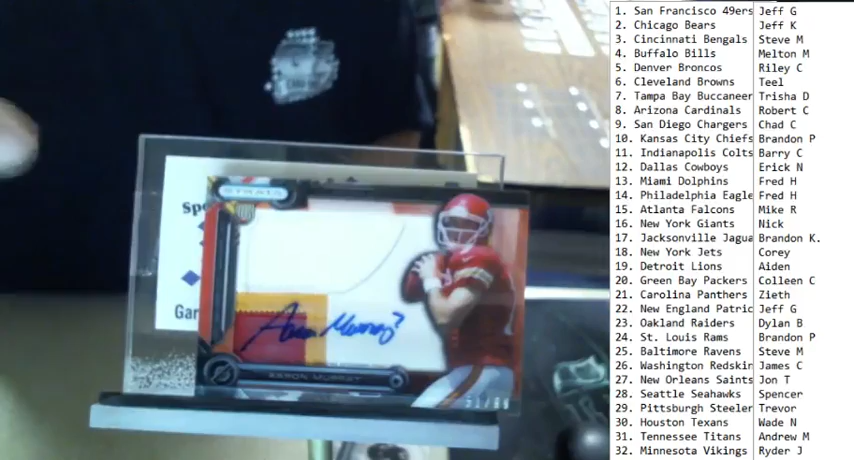 1. San Francisco 49ers Jeff G
2. Chicago Bears Jeff K
3. Cincinnati Bengals Steve M
4. Buffalo Bills Melton M
5. Denver Broncos Riley C
6. Cleveland Browns Teel
7. Tampa Bay Buccaneer Trisha D
8. Arizona Cardinals Robert C
9. San Diego Chargers Chad C
10. Kansas City Chiefs Brandon P
11. Indianapolis Colts Barry C
12. Dallas Cowboys Erick N
13. Miami Dolphins Fred H
14. Philadelphia Eagle Fred H
15. Atlanta Falcons Mike R
16. New York Giants Nick
17. Jacksonville Jagua Brandon K.
18. New York Jets Corey
19. Detroit Lions Aiden
20. Green Bay Packers Colleen C
21. Carolina Panthers Zieth
22. New England Patric Jeff G
23. Oakland Raiders Dylan B
24. St. Louis Rams Brandon P
25. Baltimore Ravens Steve M
26. Washington Redskin James C
27. New Orleans Saints Jon T
28. Seattle Seahawks Spencer
29. Pittsburgh Steeler Trevor
30. Houston Texans Wade N
31. Tennessee Titans Andrew M
32. Minnesota Vikings Ryder J
STRATA
Spe
Gar
Aaron Murray
AARON MURRAY